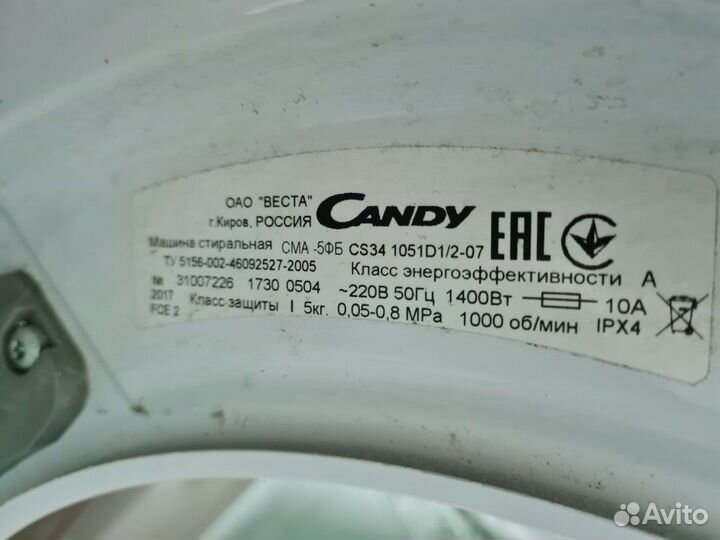 ОАО "ВЕСТА"
г.Киров, РОССИЯ
CANDY
EAC
Машина стиральная СМА -5ФБ CS34 1051D1/2-07
ТУ 5156-002-46092527-2005 Класс энергоэффективности А
№ 31007226 1730 0504 ~220В 50Гц 1400Вт 10А
2017 Класс защиты I 5кг. 0,05-0,8 MPa 1000 об/мин IPX4
FCE 2
Avito